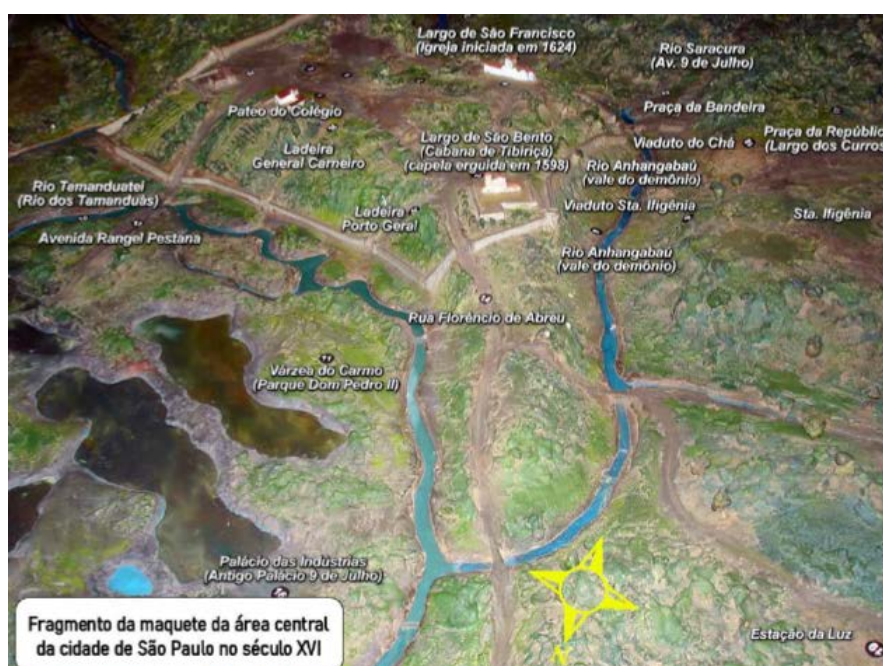 Largo de São Francisco
(Igreja iniciada em 1624)
Rio Saracura
(Av. 9 de Julho)
Pateo do Colégio
Praça da Bandeira
Ladeira
General Carneiro
Largo de São Bento
(Cabana de Tibiriçá)
(capela erguida em 1598)
Viaduto do Chá
Praça da Repúblic
(Largo dos Curros
Rio Anhangabaú
(vale do demônio)
Rio Tamanduateí
(Rio dos Tamanduás)
Ladeira
Porto Geral
Viaduto Sta. Ifigênia
Sta. Ifigênia
Avenida Rangel Pestana
Rio Anhangabaú
(vale do demônio)
Rua Florêncio de Abreu
Várzea do Carmo
(Parque Dom Pedro II)
Palácio das Indústrias
(Antigo Palácio 9 de Julho)
N
Estação da Luz
Fragmento da maquete da área central
da cidade de São Paulo no século XVI